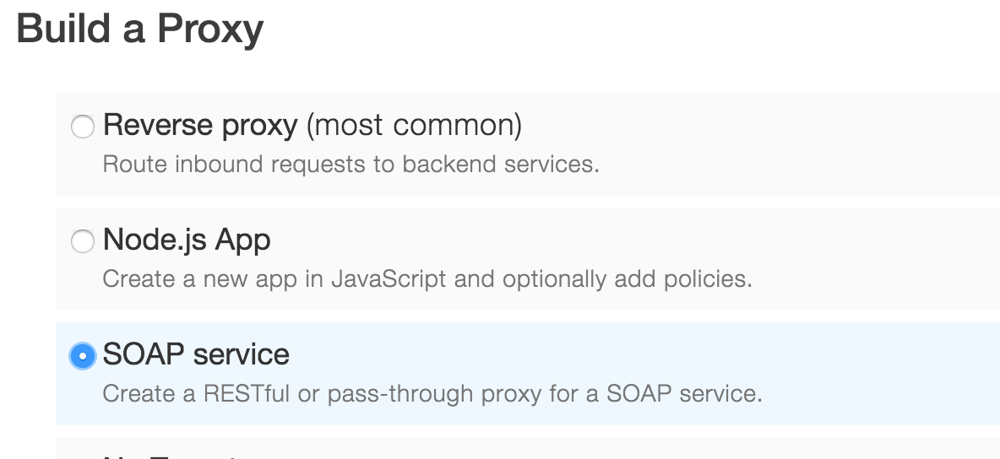 Build a Proxy
Reverse proxy (most common)
Route inbound requests to backend services.
Node.js App
Create a new app in JavaScript and optionally add policies.
SOAP service
Create a RESTful or pass-through proxy for a SOAP service.